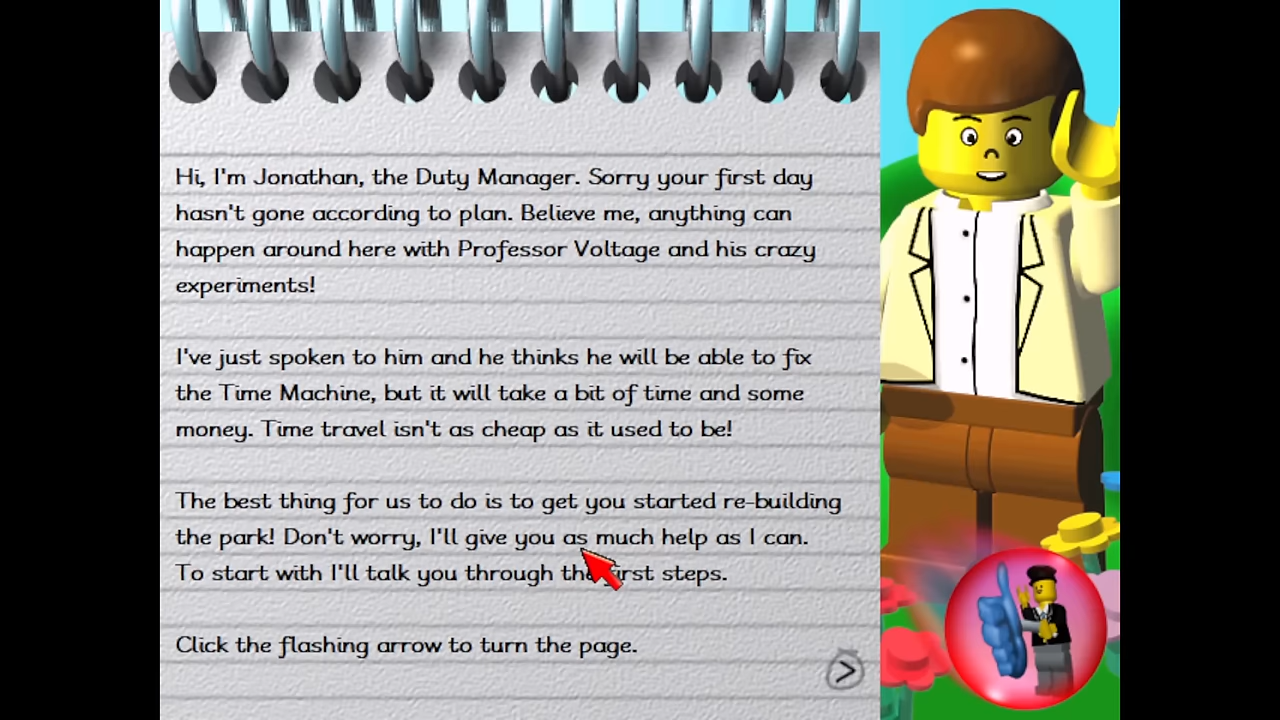 Hi, I'm Jonathan, the Duty Manager. Sorry your first day
hasn't gone according to plan. Believe me, anything can
happen around here with Professor Voltage and his crazy
experiments!
I've just spoken to him and he thinks he will be able to fix
the Time Machine, but it will take a bit of time and some
money. Time travel isn't as cheap as it used to be!
The best thing for us to do is to get you started re-building
the park! Don't worry, I'll give you as much help as I can.
To start with I'll talk you through the first steps.
Click the flashing arrow to turn the page.
>